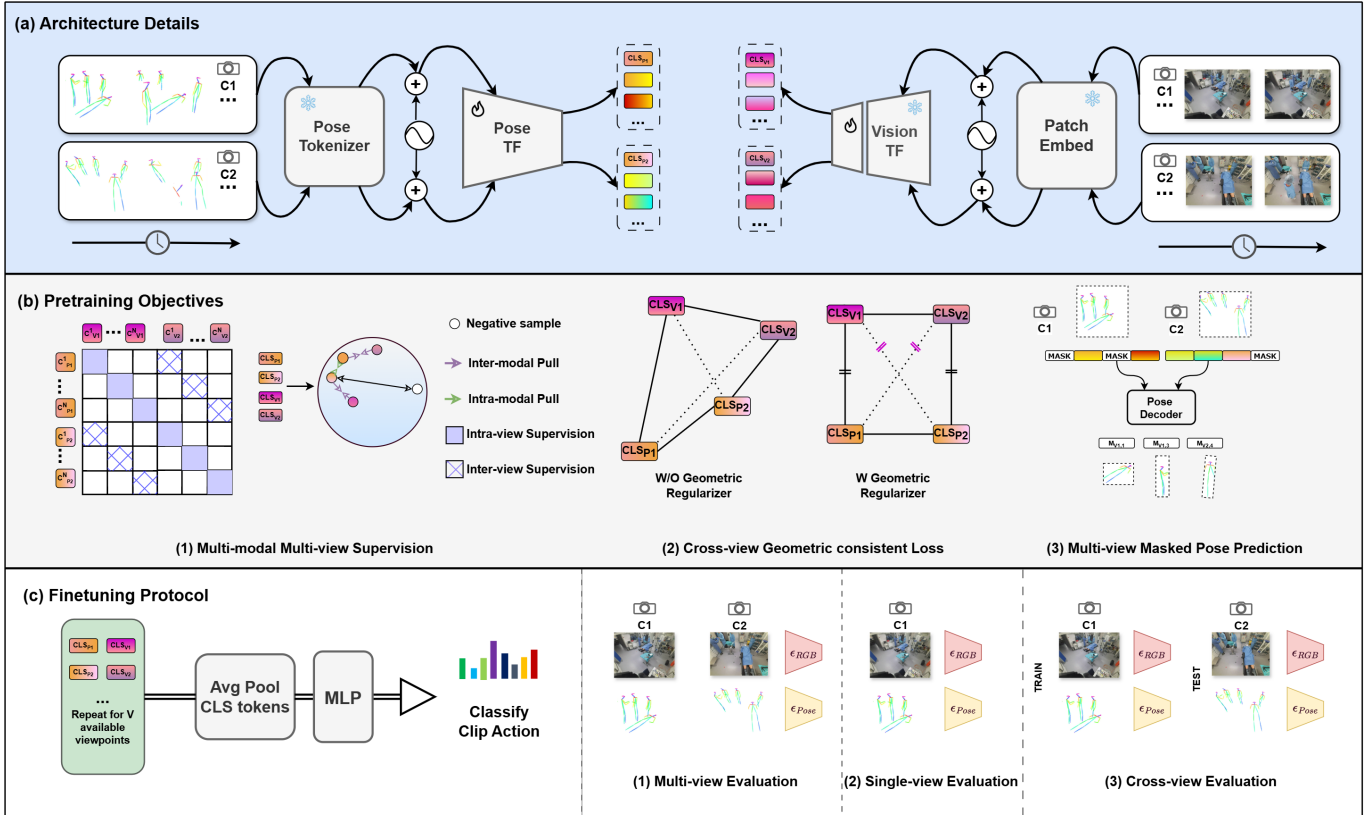 (a) Architecture Details
C1
...
C2
...
Pose
Tokenizer
+
+
Pose
TF
CLS_P1
...
CLS_P2
...
CLS_V1
...
CLS_V2
...
Vision
TF
+
+
Patch
Embed
C1
...
C2
...
(b) Pretraining Objectives
C^1_V1 ... C^N_V1 C^1_V2 ... C^N_V2
C^1_P1
...
C^N_P1
C^1_P2
...
C^N_P2
CLS_P1
CLS_P2
CLS_V1
CLS_V2
Negative sample
Inter-modal Pull
Intra-modal Pull
Intra-view Supervision
Inter-view Supervision
(1) Multi-modal Multi-view Supervision
CLS_V1
CLS_V2
CLS_P2
CLS_P1
W/O Geometric
Regularizer
CLS_V1
CLS_V2
CLS_P1
CLS_P2
W Geometric
Regularizer
(2) Cross-view Geometric consistent Loss
C1
C2
MASK MASK
MASK
Pose
Decoder
M_V1,1 M_V1,3 M_V2,4
(3) Multi-view Masked Pose Prediction
(c) Finetuning Protocol
CLS_P1 CLS_V1
CLS_P2 CLS_V2
...
Repeat for V
available
viewpoints
Avg Pool
CLS tokens
MLP
Classify
Clip Action
C1
C2
ϵ_RGB
ϵ_Pose
(1) Multi-view Evaluation
C1
ϵ_RGB
ϵ_Pose
(2) Single-view Evaluation
TRAIN
C1
ϵ_RGB
ϵ_Pose
TEST
C2
ϵ_RGB
ϵ_Pose
(3) Cross-view Evaluation